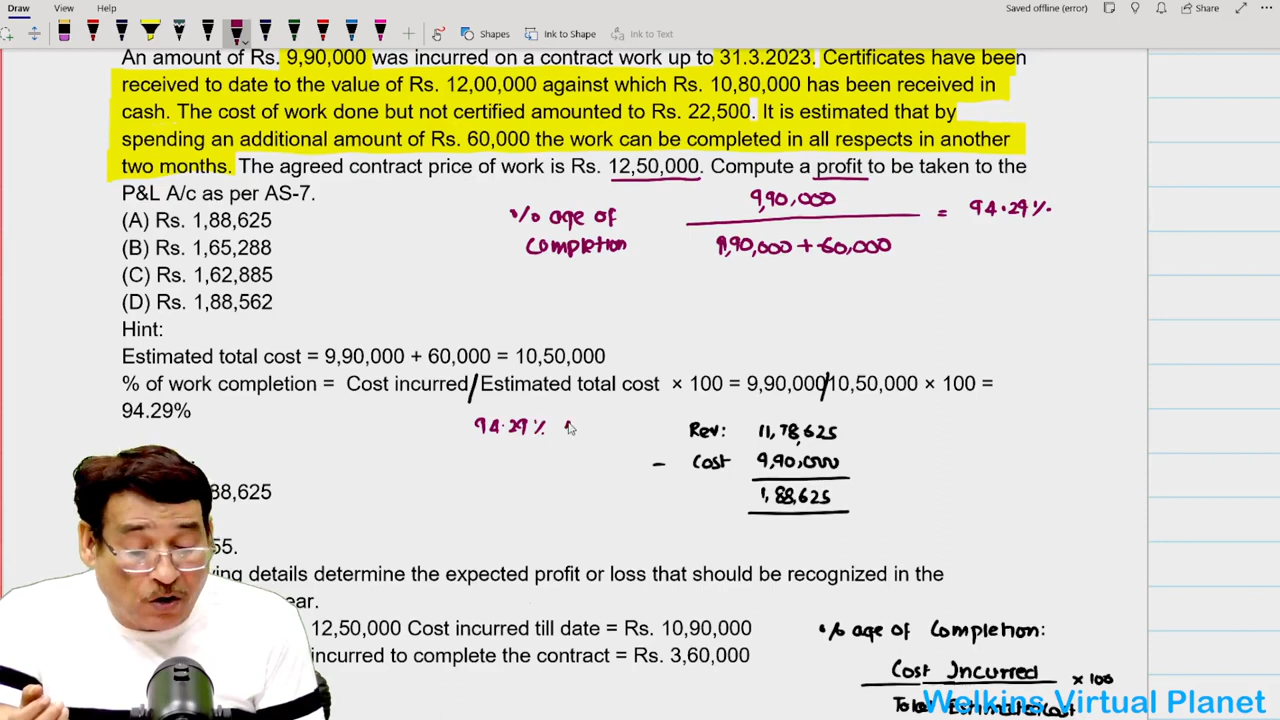 Draw View Help Saved offline (error) Share
Shapes Ink to Shape Ink to Text
An amount of Rs. 9,90,000 was incurred on a contract work up to 31.3.2023. Certificates have been
received to date to the value of Rs. 12,00,000 against which Rs. 10,80,000 has been received in
cash. The cost of work done but not certified amounted to Rs. 22,500. It is estimated that by
spending an additional amount of Rs. 60,000 the work can be completed in all respects in another
two months. The agreed contract price of work is Rs. 12,50,000. Compute a profit to be taken to the
P&L A/c as per AS-7.
(A) Rs. 1,88,625
(B) Rs. 1,65,288
(C) Rs. 1,62,885
(D) Rs. 1,88,562
% age of completion 9,90,000 / 9,90,000 + 60,000 = 94.29%
Hint:
Estimated total cost = 9,90,000 + 60,000 = 10,50,000
% of work completion = Cost incurred/Estimated total cost × 100 = 9,90,000/10,50,000 × 100 =
94.29%
94.29%
Rev: 11,78,625
- Cost 9,90,000
1,88,625
88,625
55.
ing details determine the expected profit or loss that should be recognized in the
ear.
12,50,000 Cost incurred till date = Rs. 10,90,000
incurred to complete the contract = Rs. 3,60,000
% age of Completion:
Cost Incurred × 100
Total Estimated Cost
Welkins Virtual Planet